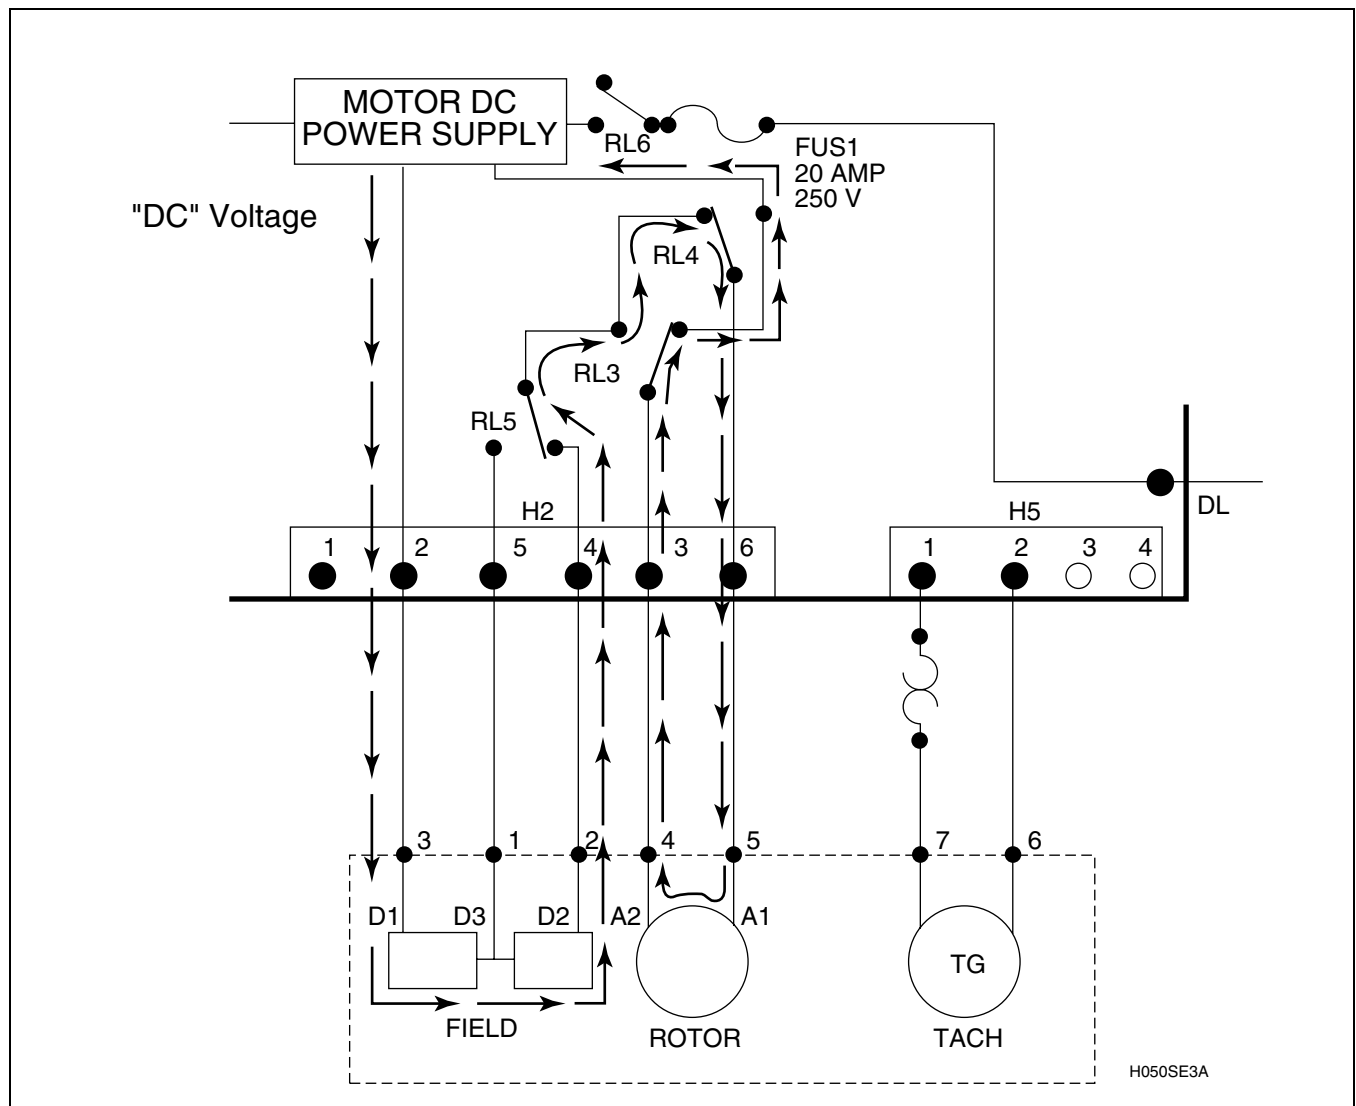 MOTOR DC
POWER SUPPLY
RL6
FUS1
20 AMP
250 V
"DC" Voltage
RL4
RL3
RL5
H2
H5
DL
1 2 5 4 3 6
1 2 3 4
3 1 2 4 5 7 6
D1 D3 D2 A2 A1
TG
FIELD
ROTOR
TACH
H050SE3A